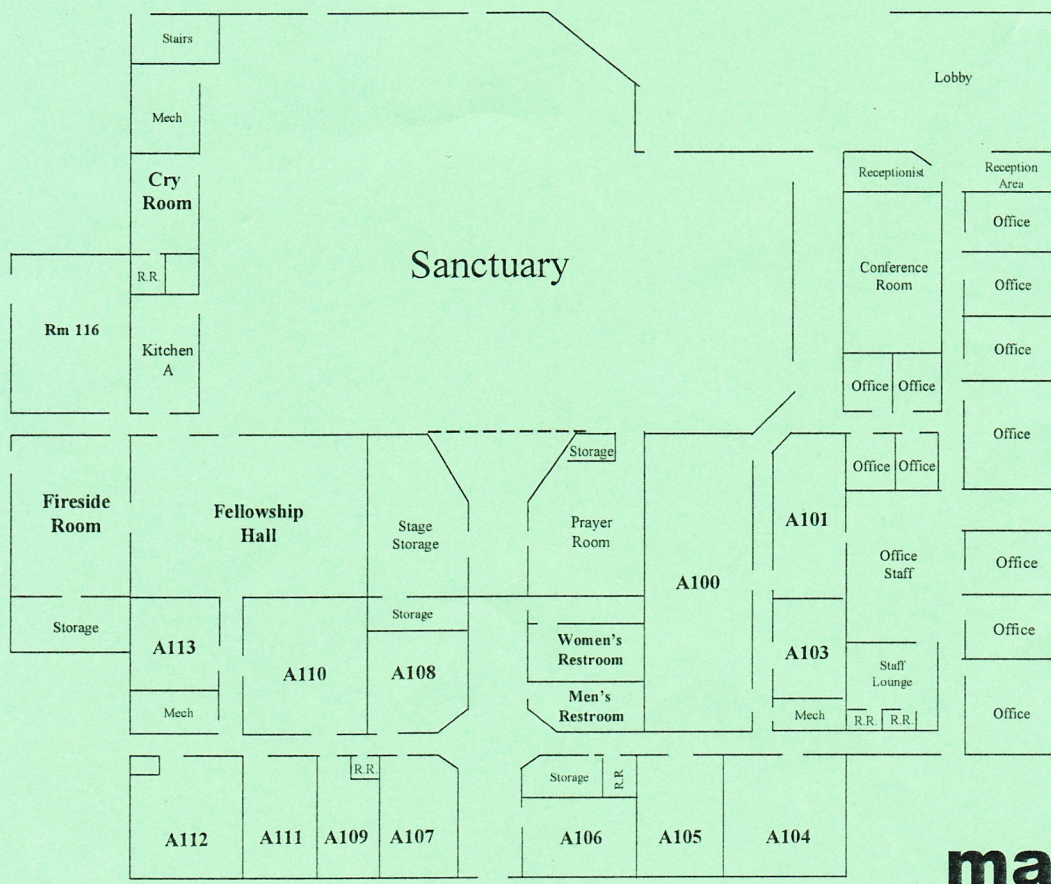 Stairs
Lobby
Mech
Receptionist
Reception
Area
Cry
Room
Office
Sanctuary
R.R.
Conference
Room
Office
Rm 116
Kitchen
A
Office
Office
Office
Office
Storage
Office
Office
Fireside
Room
Fellowship
Hall
Stage
Storage
Prayer
Room
A101
Office
Staff
Office
A100
Storage
Storage
A113
Women's
Restroom
A103
Office
A110
A108
Staff
Lounge
Mech
Men's
Restroom
Mech
R.R.
R.R.
Office
R.R.
Storage
R.R
A112
A111
A109
A107
A106
A105
A104
ma